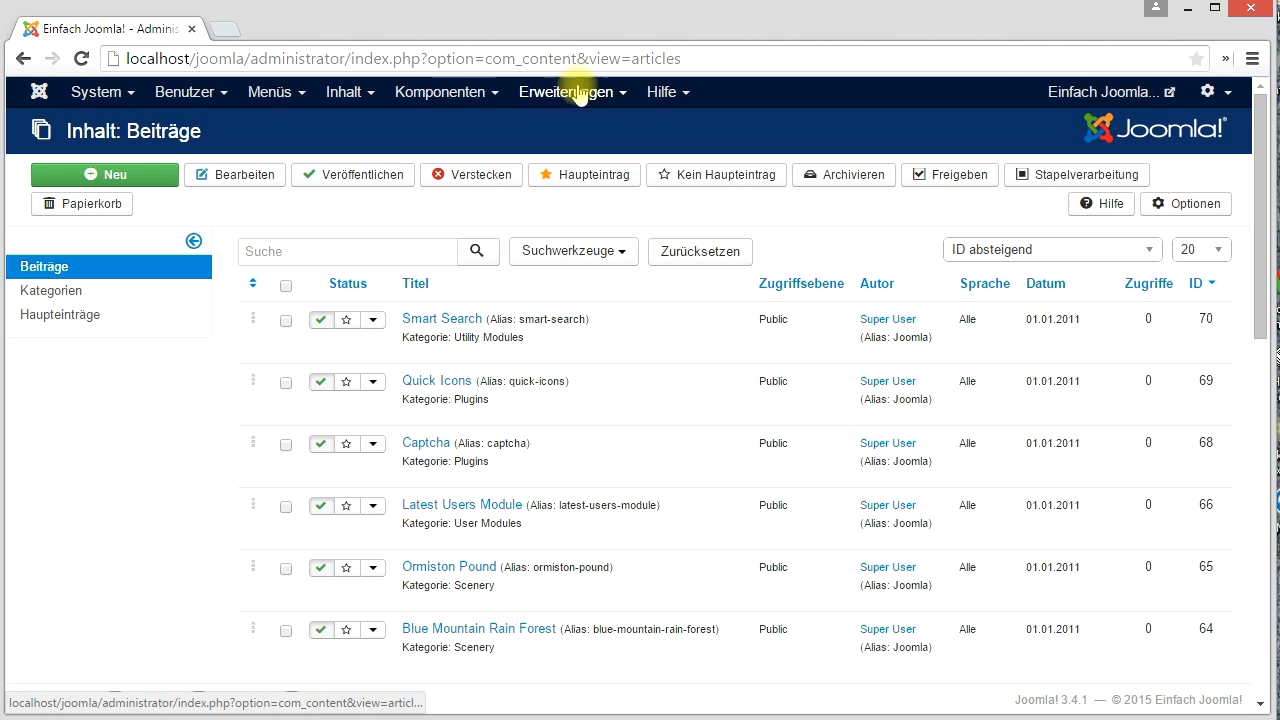 Einfach Joomla! - Adminis
localhost/joomla/administrator/index.php?option=com_content&view=articles
System Benutzer Menüs Inhalt Komponenten Erweiterungen Hilfe Einfach Joomla...
Inhalt: Beiträge Joomla!
Neu Bearbeiten Veröffentlichen Verstecken Haupteintrag Kein Haupteintrag Archivieren Freigeben Stapelverarbeitung
Papierkorb Hilfe Optionen
Suche Suchwerkzeuge Zurücksetzen ID absteigend 20
Beiträge
Kategorien
Haupteinträge
Status Titel Zugriffsebene Autor Sprache Datum Zugriffe ID
Smart Search (Alias: smart-search) Public Super User Alle 01.01.2011 0 70
Kategorie: Utility Modules (Alias: Joomla)
Quick Icons (Alias: quick-icons) Public Super User Alle 01.01.2011 0 69
Kategorie: Plugins (Alias: Joomla)
Captcha (Alias: captcha) Public Super User Alle 01.01.2011 0 68
Kategorie: Plugins (Alias: Joomla)
Latest Users Module (Alias: latest-users-module) Public Super User Alle 01.01.2011 0 66
Kategorie: User Modules (Alias: Joomla)
Ormiston Pound (Alias: ormiston-pound) Public Super User Alle 01.01.2011 0 65
Kategorie: Scenery (Alias: Joomla)
Blue Mountain Rain Forest (Alias: blue-mountain-rain-forest) Public Super User Alle 01.01.2011 0 64
Kategorie: Scenery (Alias: Joomla)
localhost/joomla/administrator/index.php?option=com_content&view=articl...
Joomla! 3.4.1 — © 2015 Einfach Joomla!